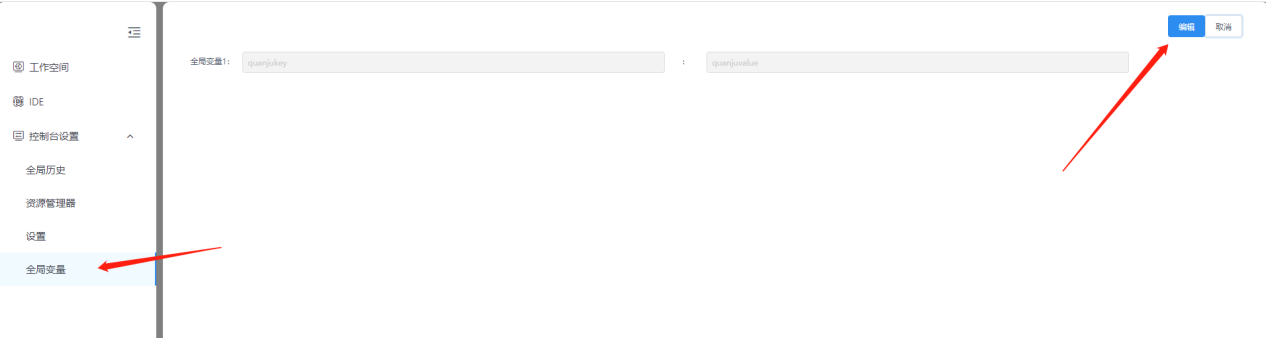 编辑 取消
工作空间
全局变量1: quanjukey : quanjuvalue
IDE
控制台设置
全局历史
资源管理器
设置
全局变量